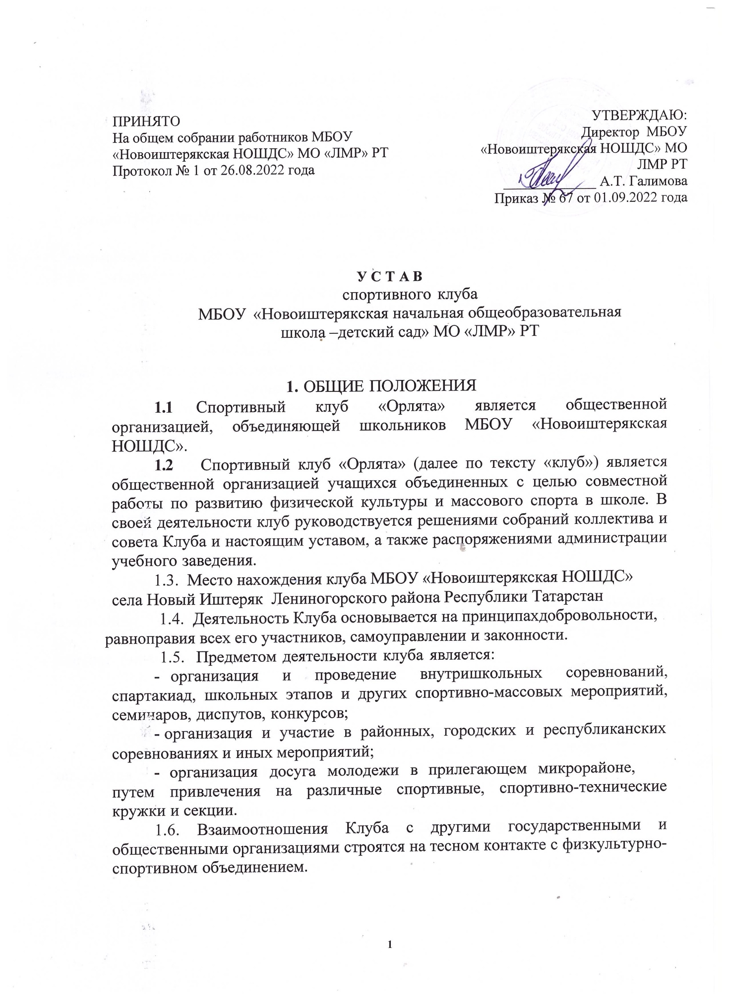 ПРИНЯТО
На общем собрании работников МБОУ
«Новоиштерякская НОШДС» МО «ЛМР» РТ
Протокол № 1 от 26.08.2022 года
УТВЕРЖДАЮ:
Директор МБОУ
«Новоиштерякская НОШДС» МО
ЛМР РТ
_____________ А.Т. Галимова
Приказ № 67 от 01.09.2022 года
У С Т А В
спортивного клуба
МБОУ «Новоиштерякская начальная общеобразовательная
школа –детский сад» МО «ЛМР» РТ
1. ОБЩИЕ ПОЛОЖЕНИЯ
1.1 Спортивный клуб «Орлята» является общественной
организацией, объединяющей школьников МБОУ «Новоиштерякская
НОШДС».
1.2 Спортивный клуб «Орлята» (далее по тексту «клуб») является
общественной организацией учащихся объединенных с целью совместной
работы по развитию физической культуры и массового спорта в школе. В
своей деятельности клуб руководствуется решениями собраний коллектива и
совета Клуба и настоящим уставом, а также распоряжениями администрации
учебного заведения.
1.3. Место нахождения клуба МБОУ «Новоиштерякская НОШДС»
села Новый Иштеряк Лениногорского района Республики Татарстан
1.4. Деятельность Клуба основывается на принципахдобровольности,
равноправия всех его участников, самоуправлении и законности.
1.5. Предметом деятельности клуба является:
- организация и проведение внутришкольных соревнований,
спартакиад, школьных этапов и других спортивно-массовых мероприятий,
семинаров, диспутов, конкурсов;
- организация и участие в районных, городских и республиканских
соревнованиях и иных мероприятий;
- организация досуга молодежи в прилегающем микрорайоне,
путем привлечения на различные спортивные, спортивно-технические
кружки и секции.
1.6. Взаимоотношения Клуба с другими государственными и
общественными организациями строятся на тесном контакте с физкультурно-
спортивном объединением.
1